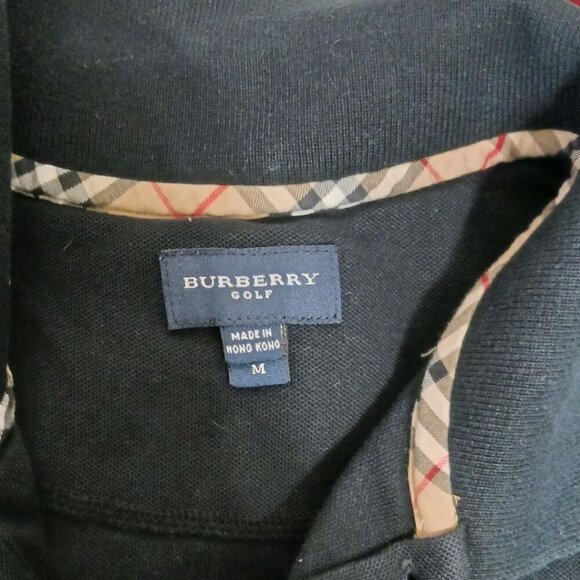 BURBERRY
GOLF
MADE IN
HONG KONG
M